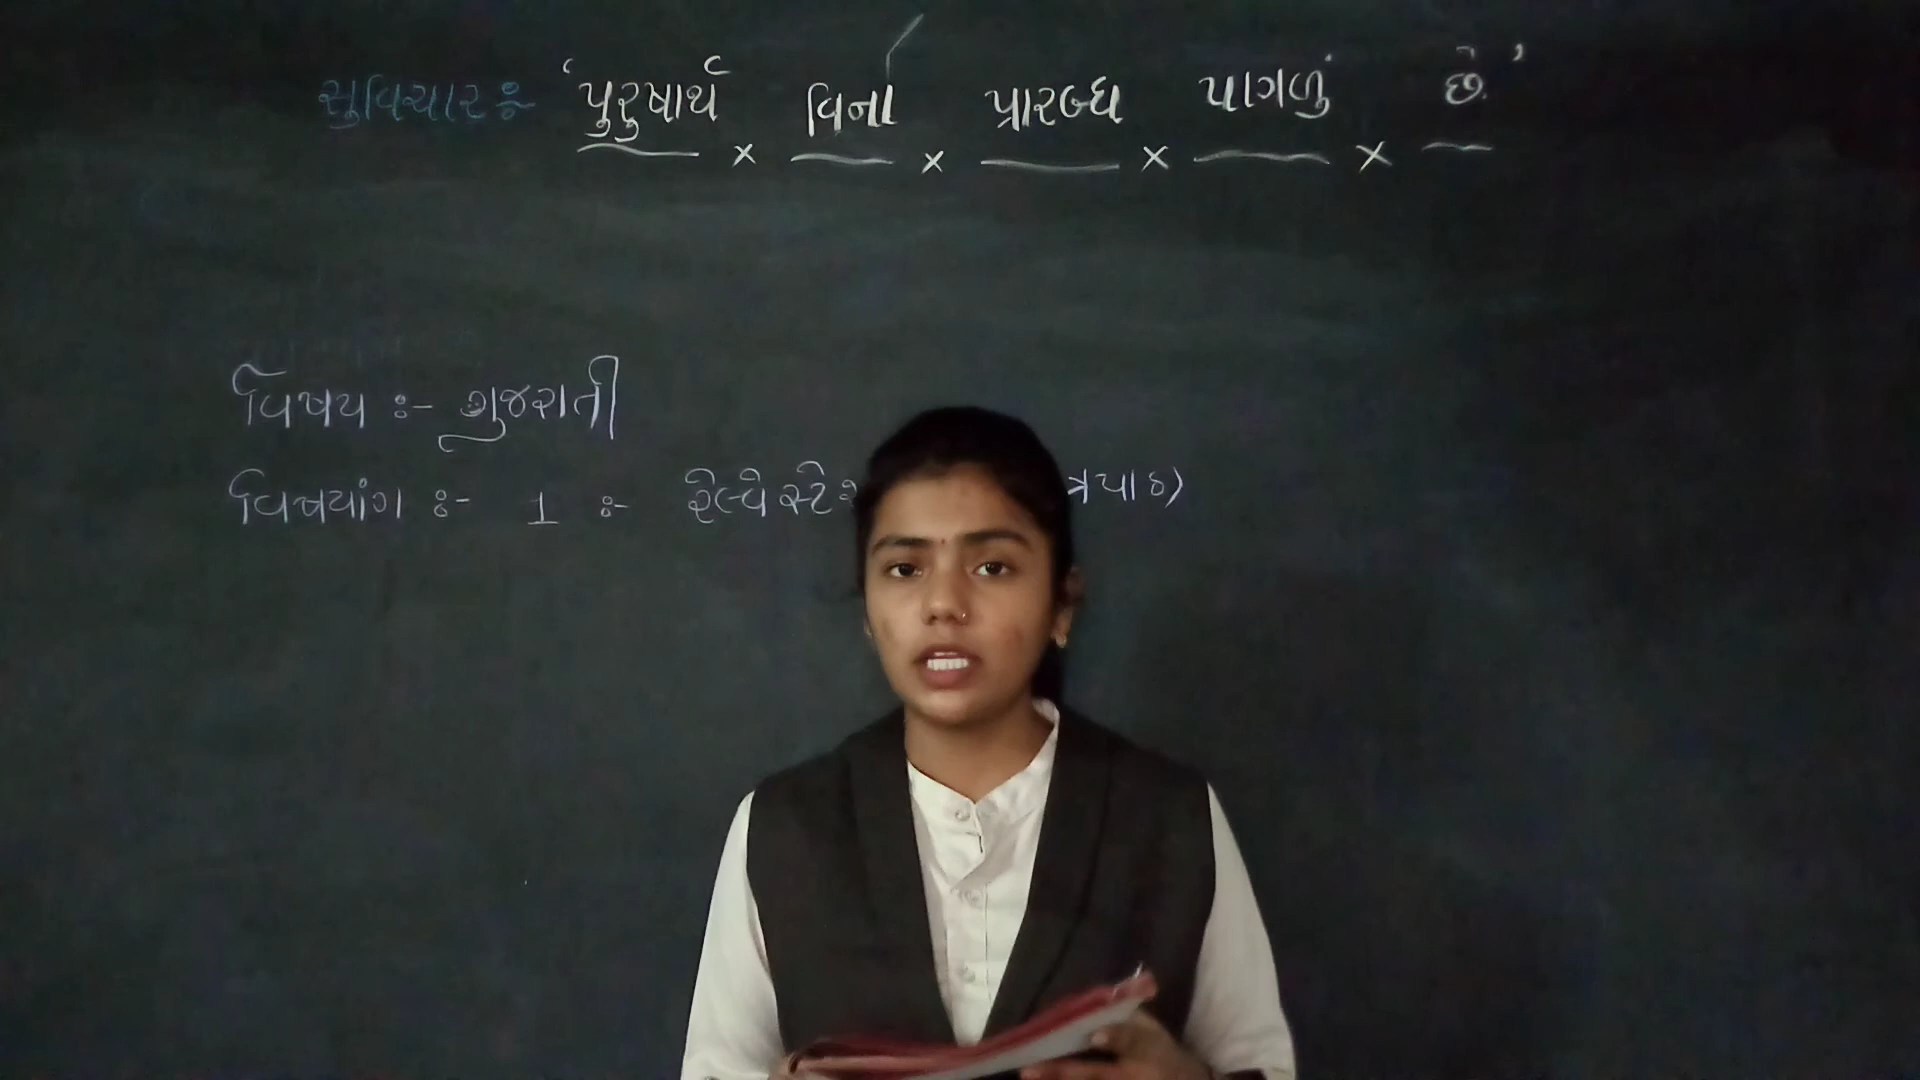 સુવિચાર :- ‘પુરુષાર્થ વિના પ્રારબ્ધ પાગળું છે’
વિષય :- ગુજરાતી
વિષયાંગ :- 1 :-